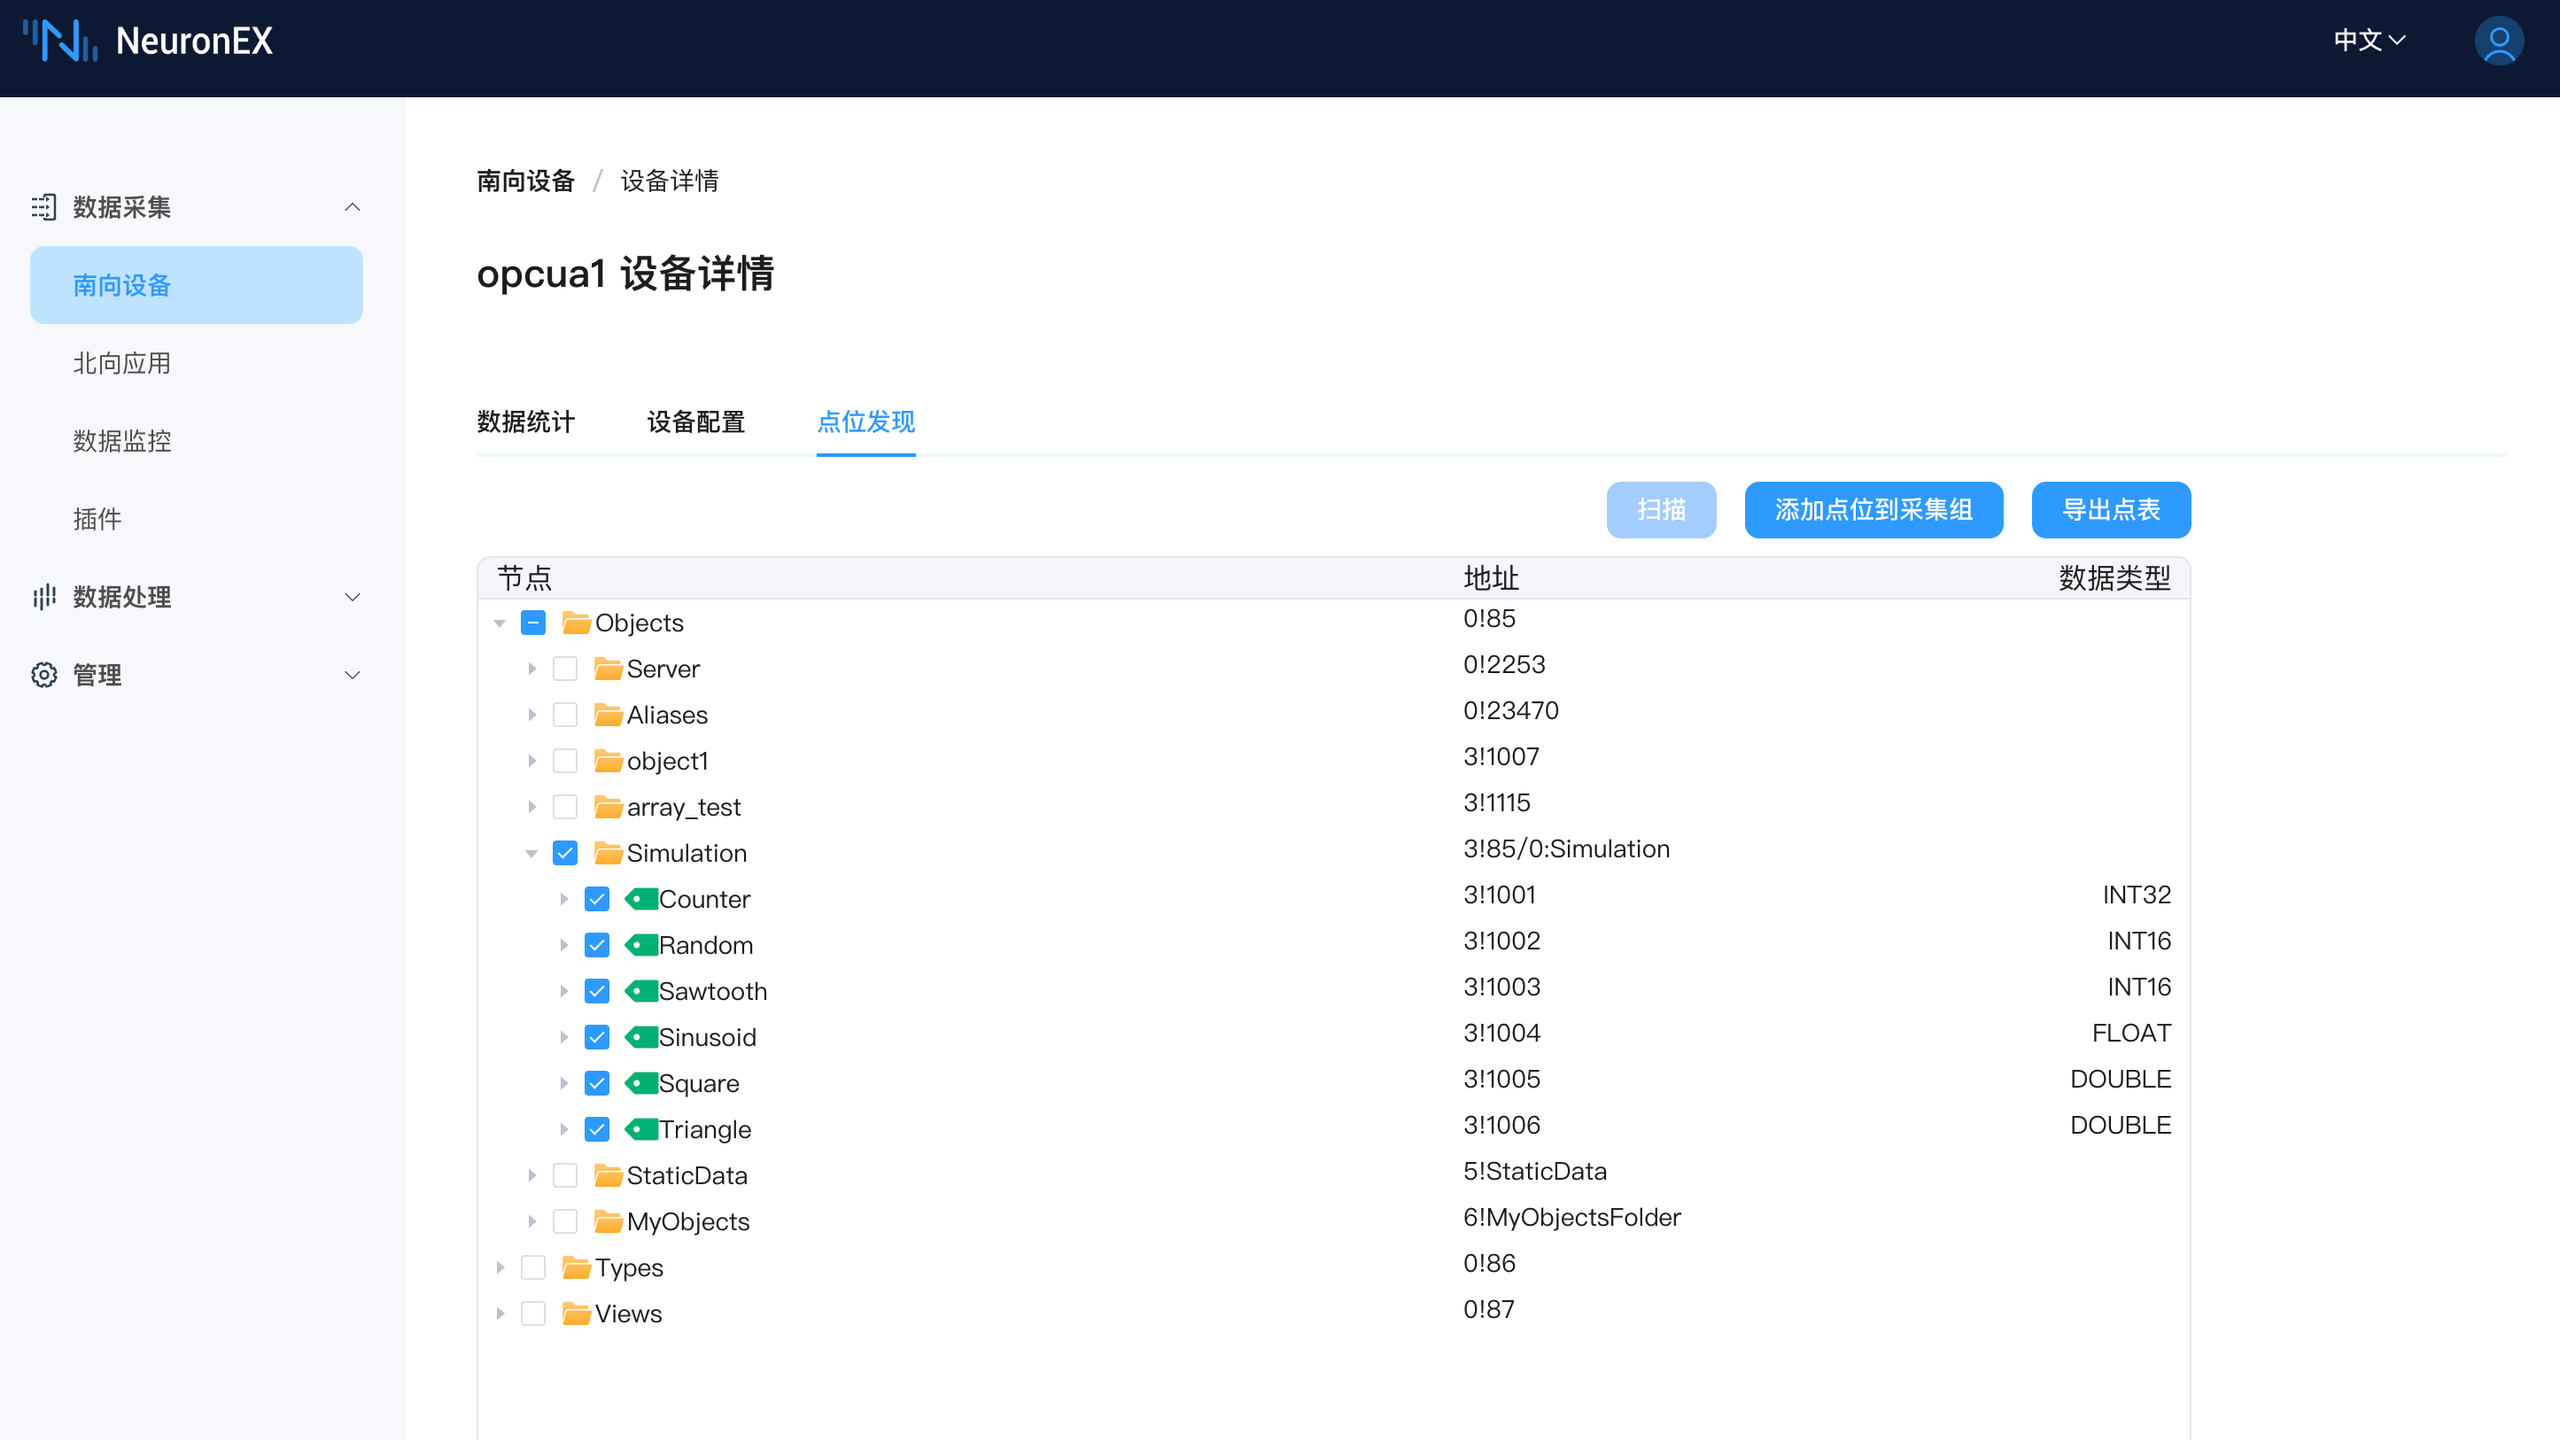 NeuronEX
中文
数据采集
南向设备
北向应用
数据监控
插件
数据处理
管理
南向设备 / 设备详情
opcua1 设备详情
数据统计 设备配置 点位发现
扫描 添加点位到采集组 导出点表
节点 地址 数据类型
Objects 0!85
Server 0!2253
Aliases 0!23470
object1 3!1007
array_test 3!1115
Simulation 3!85/0:Simulation
Counter 3!1001 INT32
Random 3!1002 INT16
Sawtooth 3!1003 INT16
Sinusoid 3!1004 FLOAT
Square 3!1005 DOUBLE
Triangle 3!1006 DOUBLE
StaticData 5!StaticData
MyObjects 6!MyObjectsFolder
Types 0!86
Views 0!87